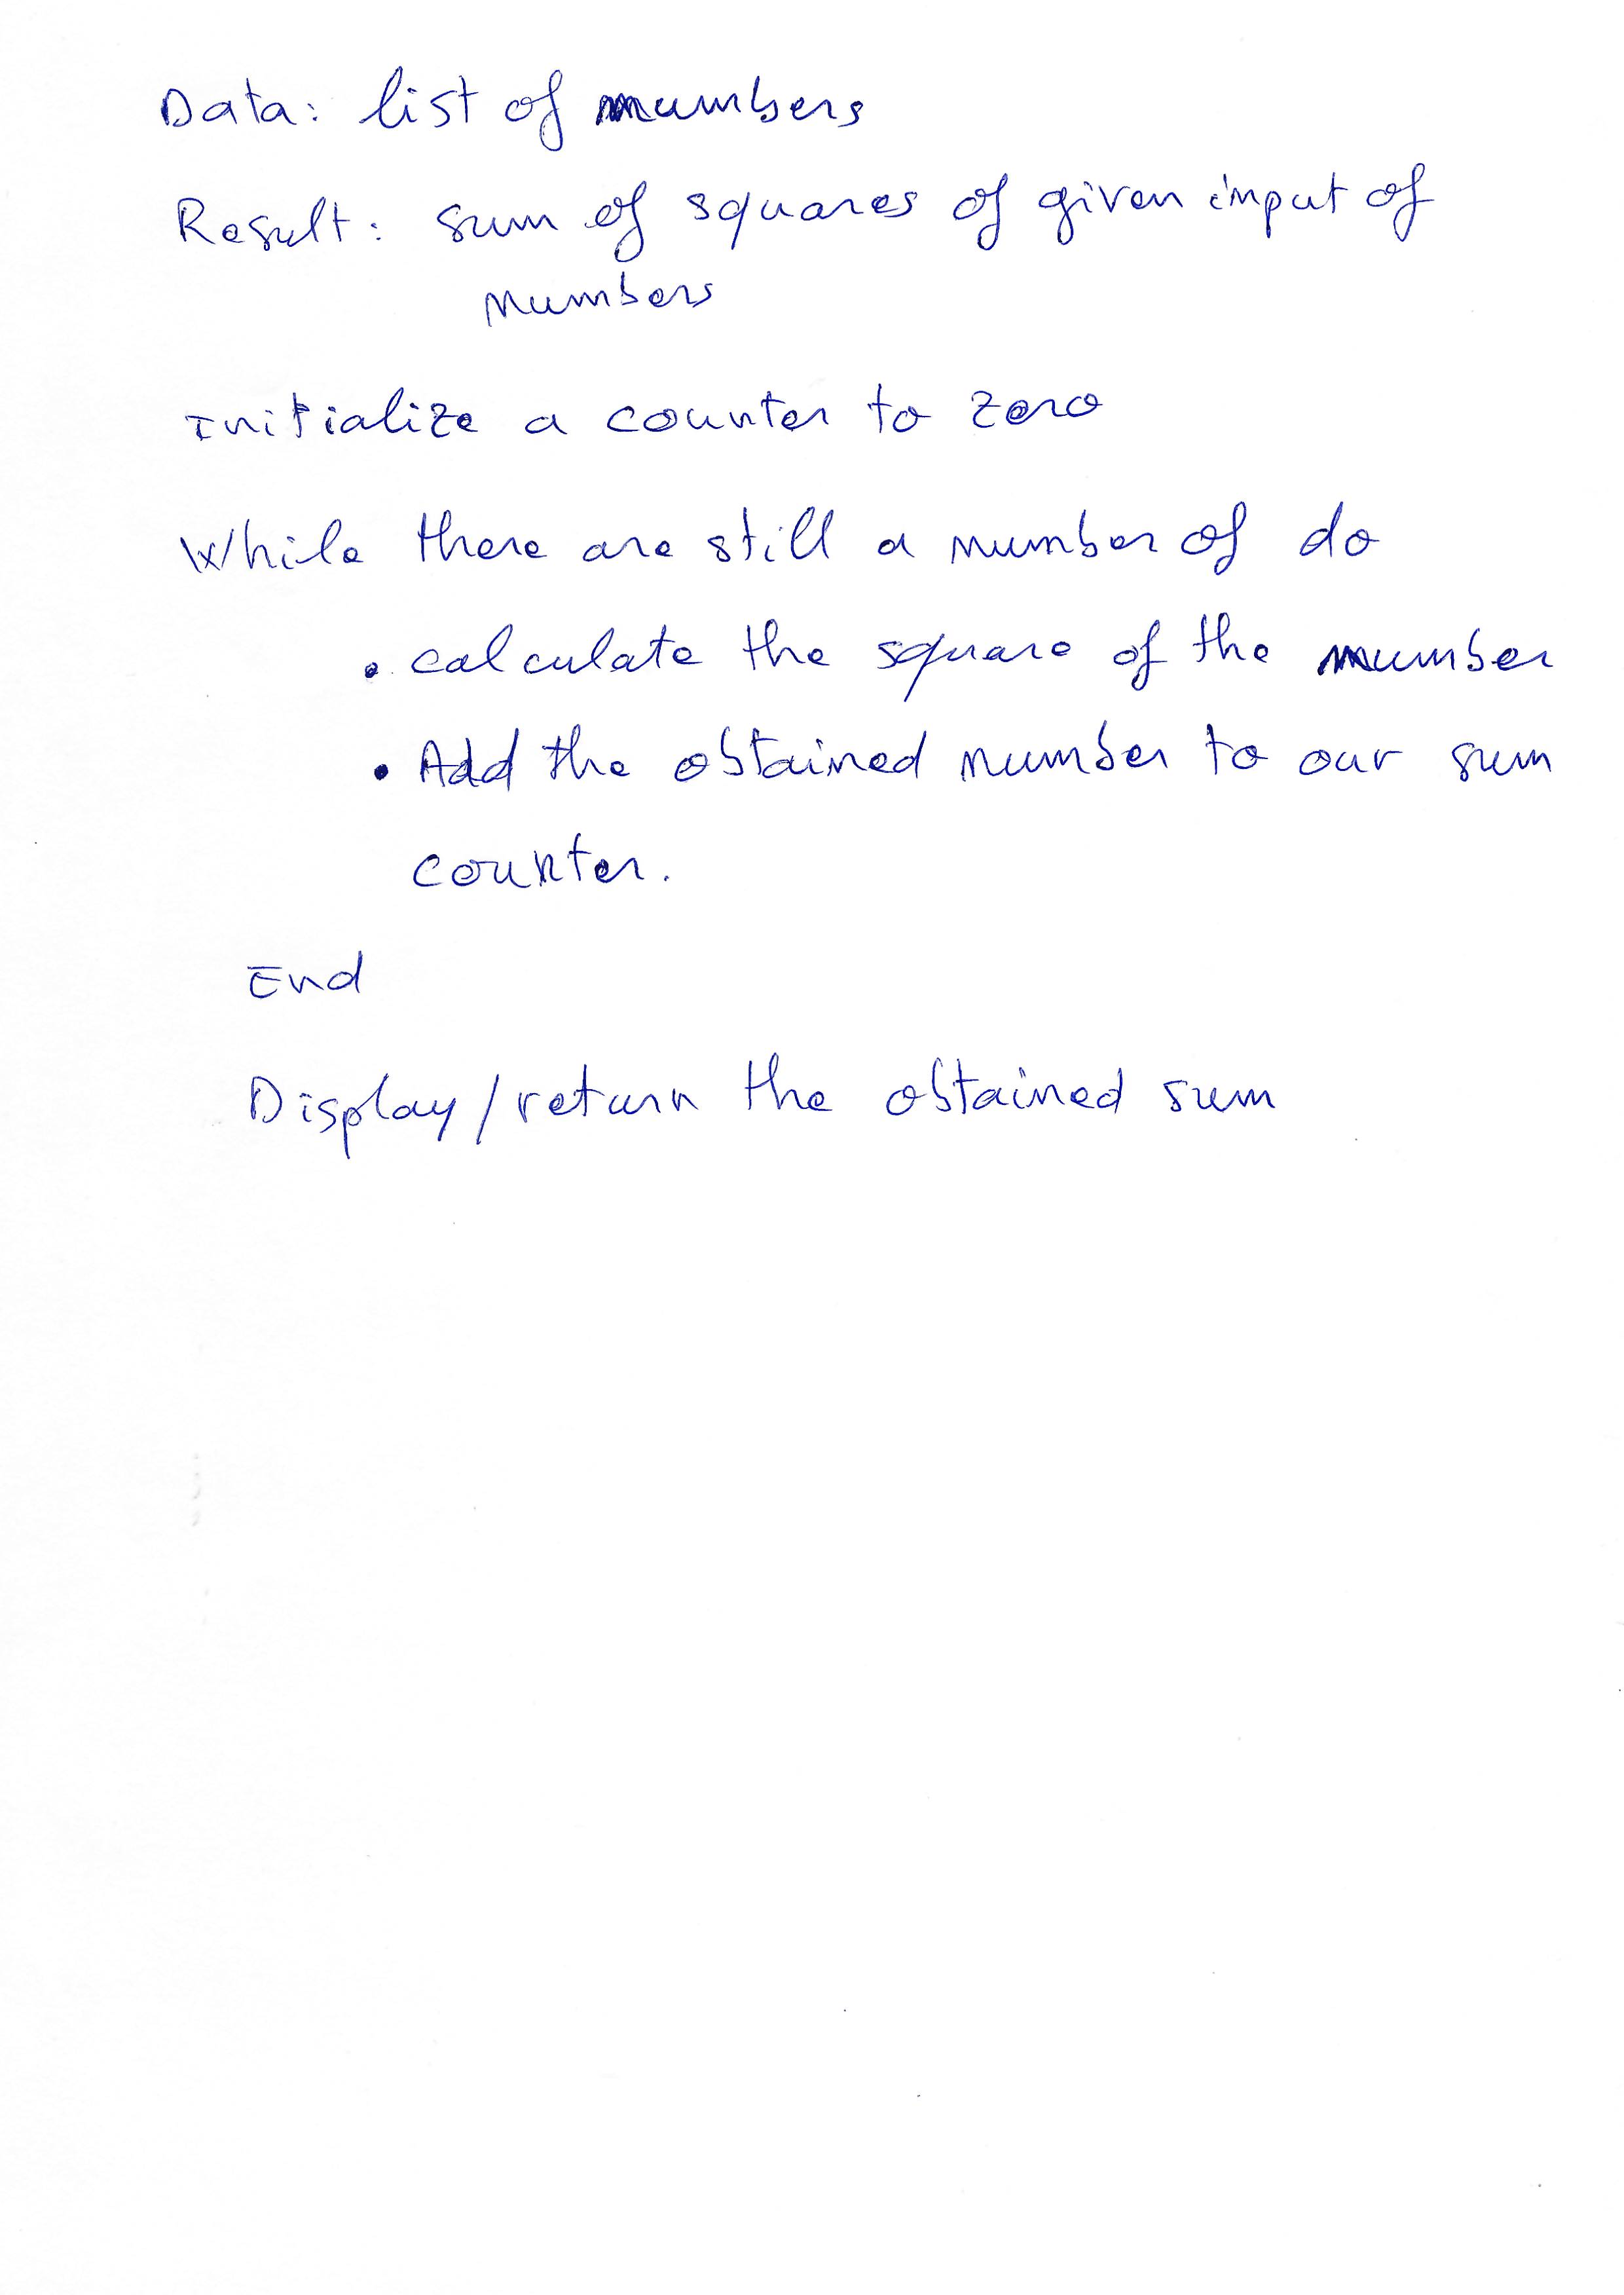 Data: list of numbers
Result: sum of squares of given input of
numbers
Initialize a counter to zero
While there are still a number of do
• calculate the square of the number
• Add the obtained number to our sum
counter.
End
Display/return the obtained sum